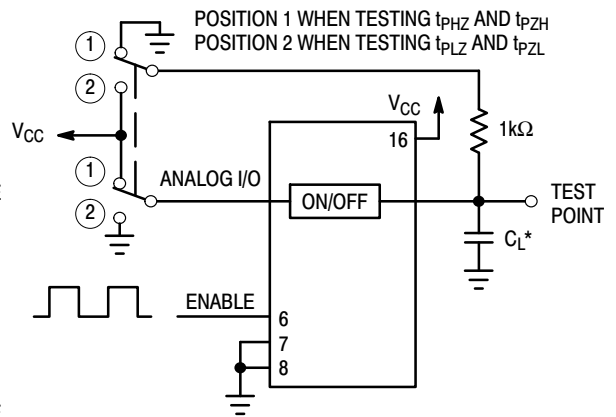 POSITION 1 WHEN TESTING tPHZ AND tPZH
POSITION 2 WHEN TESTING tPLZ AND tPZL
1
2
VCC
VCC
16
1kΩ
1
ANALOG I/O
ON/OFF
TEST
POINT
2
CL*
ENABLE
6
7
8